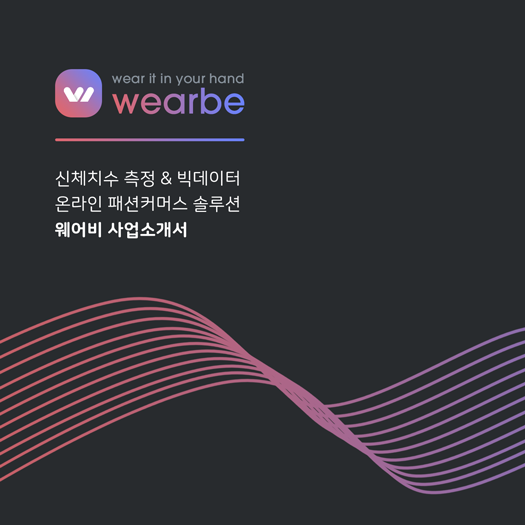 wear it in your hand
wearbe
신체치수 측정 & 빅데이터
온라인 패션커머스 솔루션
웨어비 사업소개서